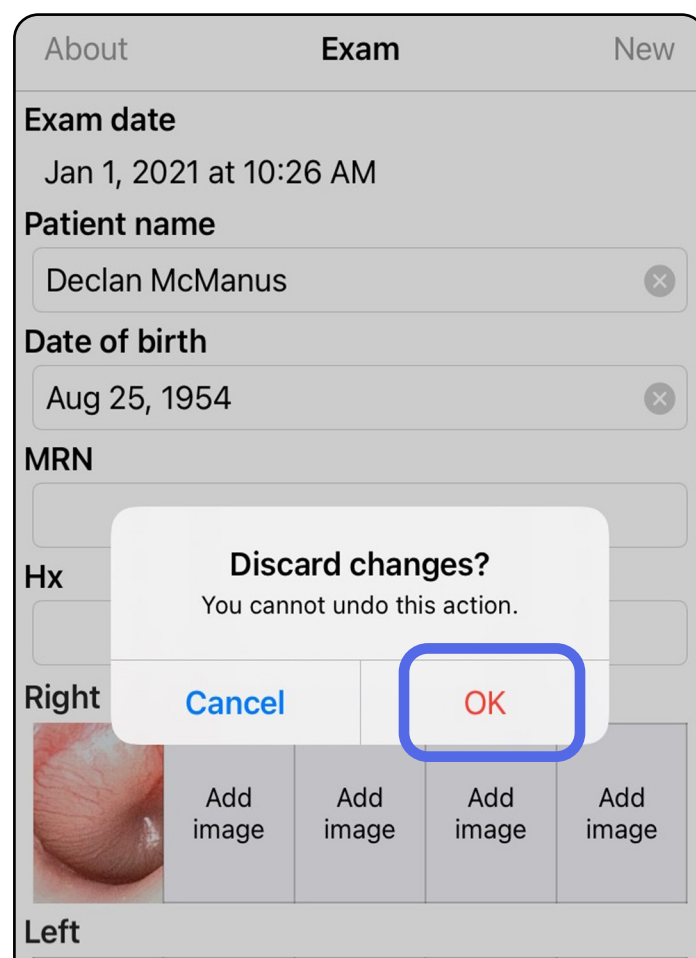 About Exam New
Exam date
Jan 1, 2021 at 10:26 AM
Patient name
Declan McManus
Date of birth
Aug 25, 1954
MRN
Discard changes?
You cannot undo this action.
Hx
Cancel OK
Right
Add image Add image Add image Add image
Left